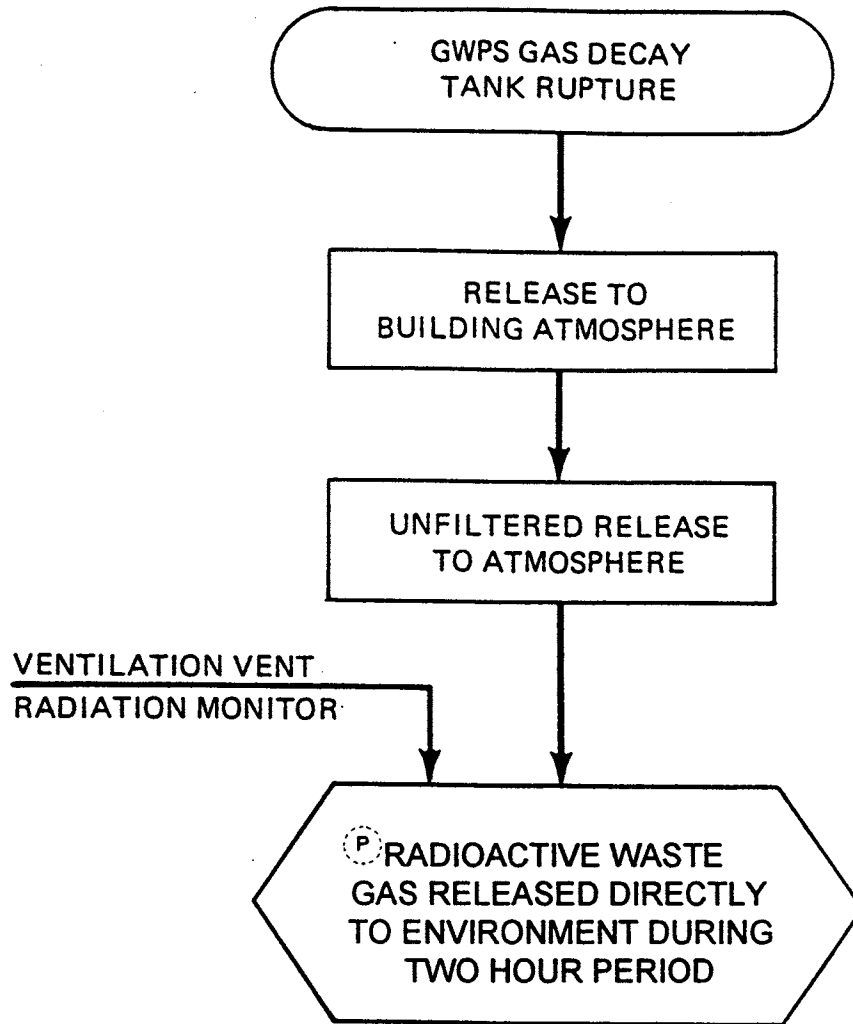 GWPS GAS DECAY
TANK RUPTURE
RELEASE TO
BUILDING ATMOSPHERE
UNFILTERED RELEASE
TO ATMOSPHERE
VENTILATION VENT
RADIATION MONITOR
P RADIOACTIVE WASTE
GAS RELEASED DIRECTLY
TO ENVIRONMENT DURING
TWO HOUR PERIOD